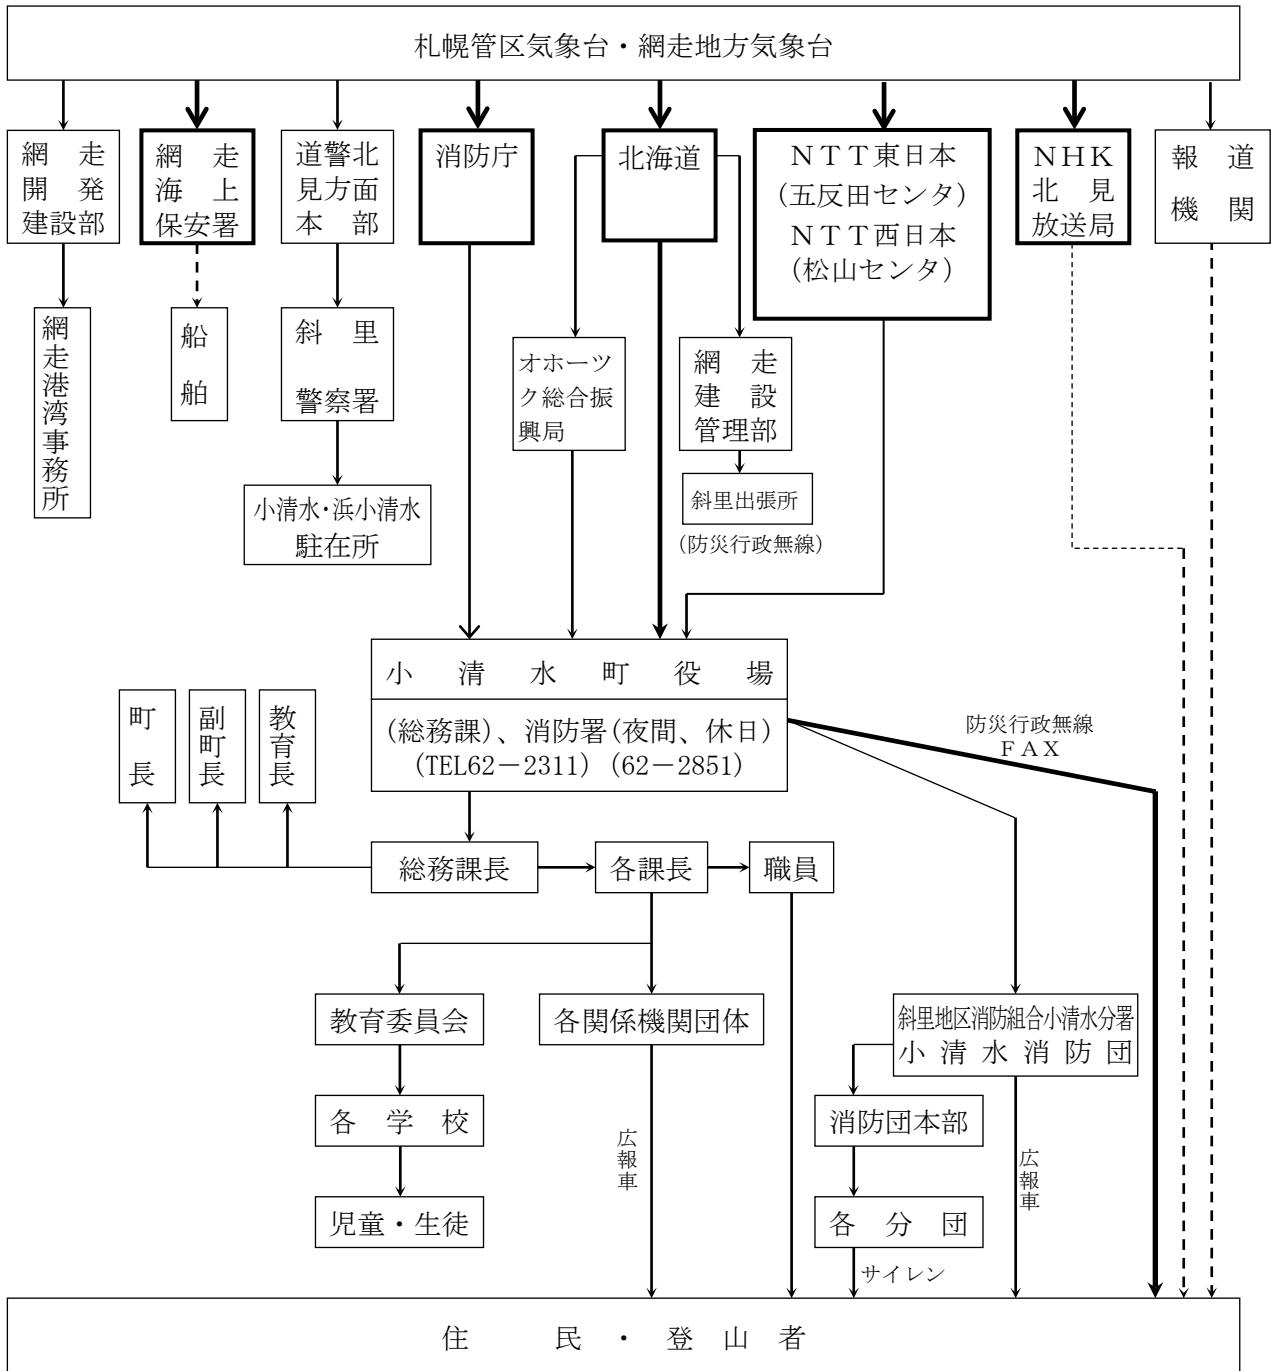 札幌管区気象台・網走地方気象台
網走
開発
建設部
網走
海上
保安署
道警北
見方面
本部
消防庁
北海道
ＮＴＴ東日本
(五反田センタ)
ＮＴＴ西日本
(松山センタ)
ＮＨＫ
北見
放送局
報道
機関
網走港湾事務所
船舶
斜里
警察署
オホーツ
ク総合振
興局
網走
建設
管理部
小清水・浜小清水
駐在所
斜里出張所
(防災行政無線)
小清水町役場
(総務課)、消防署(夜間、休日)
(TEL62－2311) (62－2851)
町長
副町長
教育長
防災行政無線
ＦＡＸ
総務課長
各課長
職員
教育委員会
各関係機関団体
斜里地区消防組合小清水分署
小清水消防団
各学校
消防団本部
広報車
広報車
児童・生徒
各分団
サイレン
住民・登山者